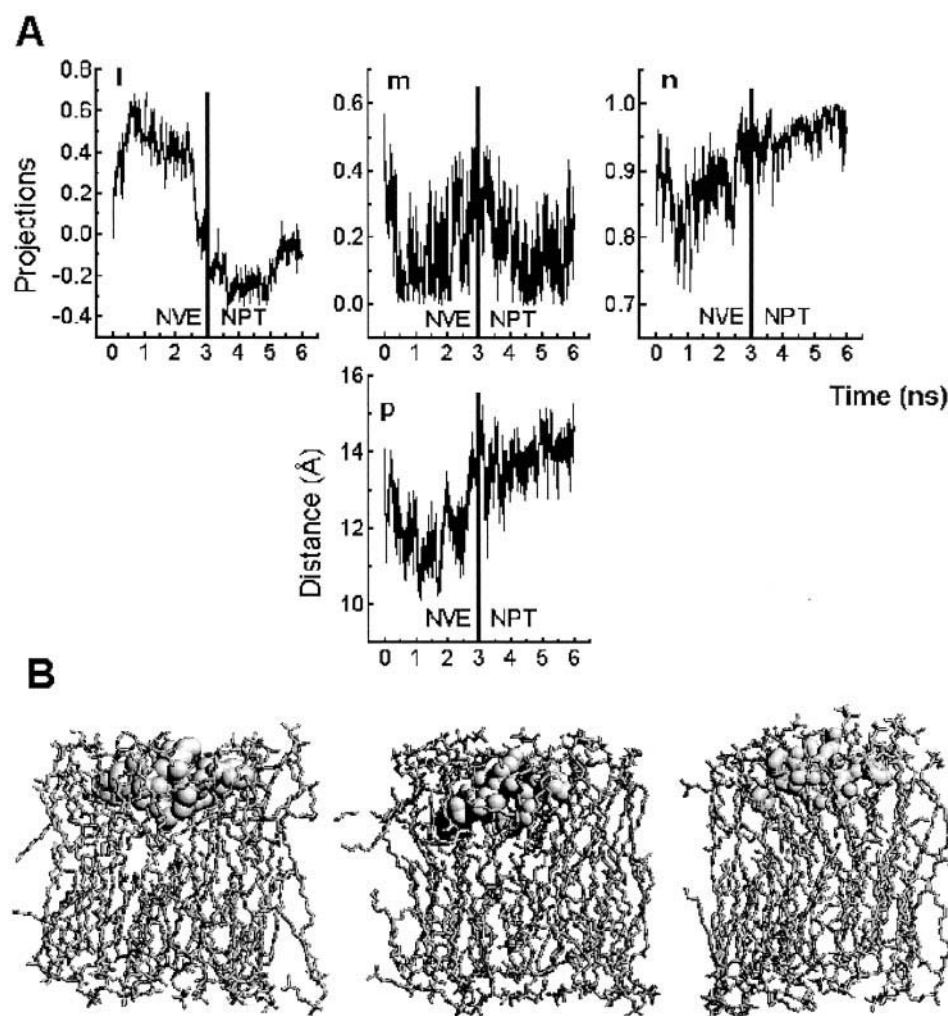 A
l m n
Projections
0.8
0.6
0.4
0.2
0.0
-0.2
-0.4
NVE NPT
0 1 2 3 4 5 6
0.6
0.4
0.2
0.0
NVE NPT
0 1 2 3 4 5 6
1.0
0.9
0.8
0.7
NVE NPT
0 1 2 3 4 5 6
Time (ns)
p
Distance (Å)
16
14
12
10
NVE NPT
0 1 2 3 4 5 6
B